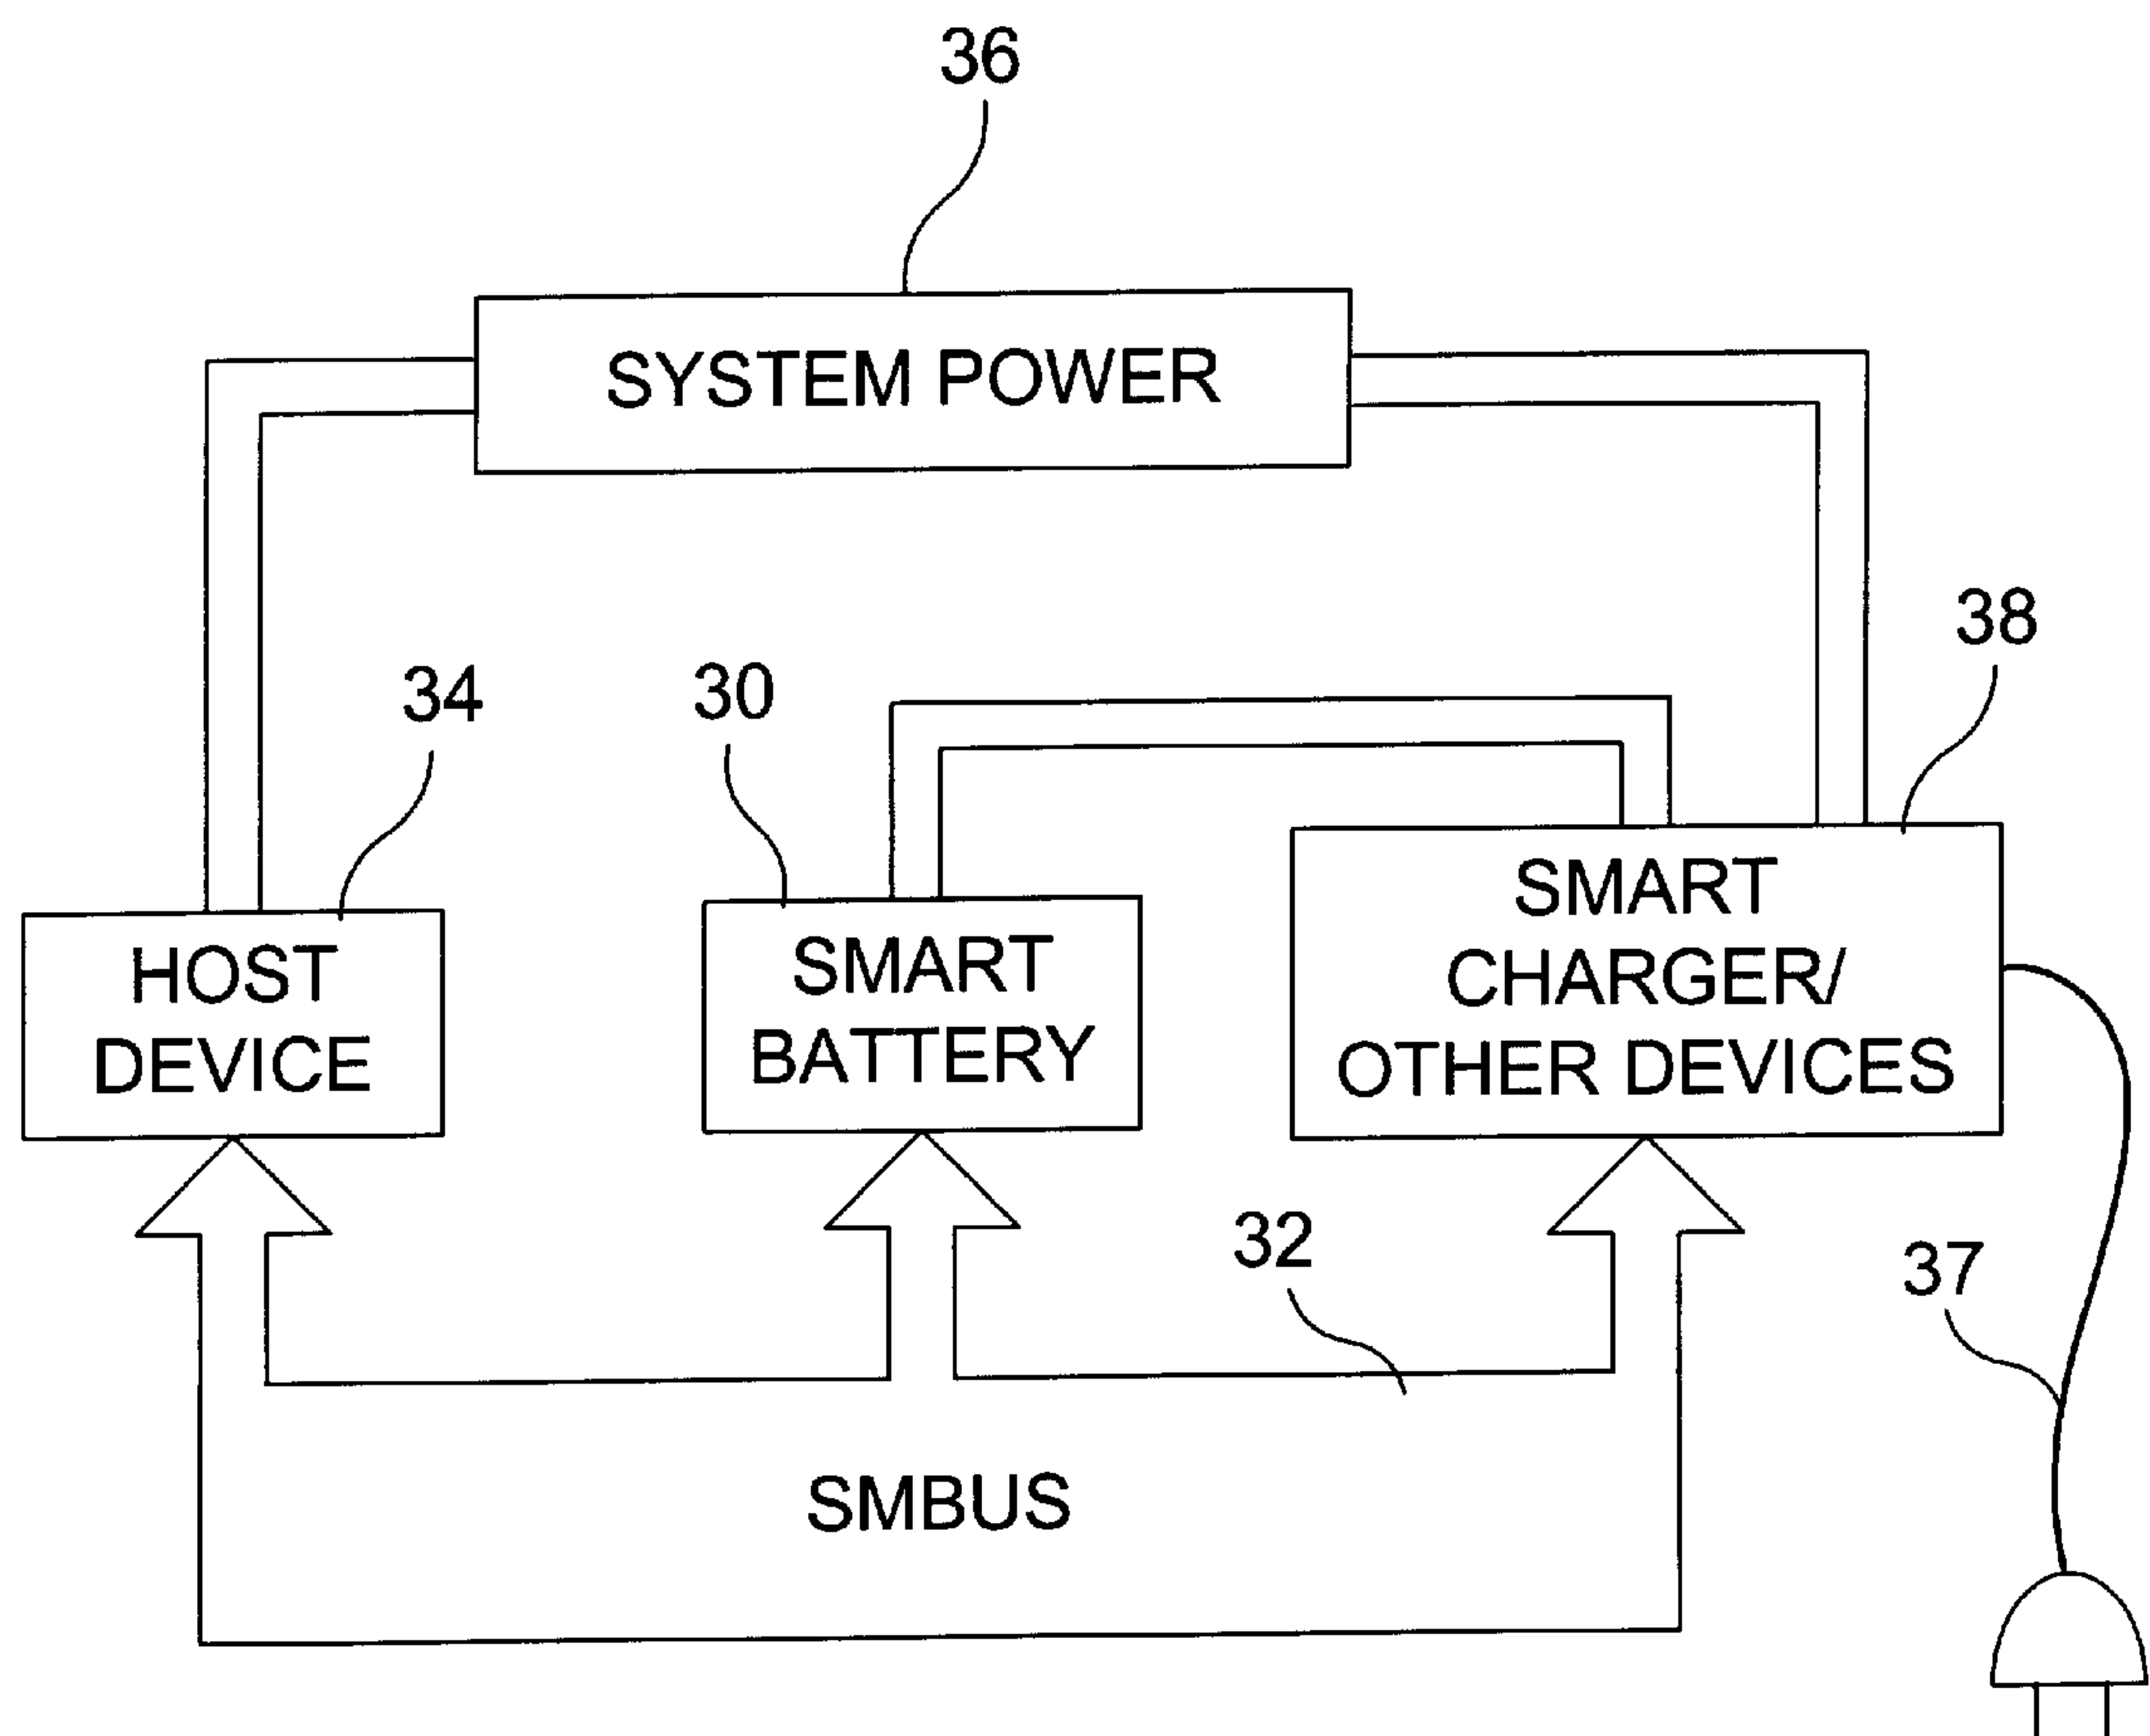 36
SYSTEM POWER
38
34
30
SMART
CHARGER/
OTHER DEVICES
HOST
DEVICE
SMART
BATTERY
32
37
SMBUS